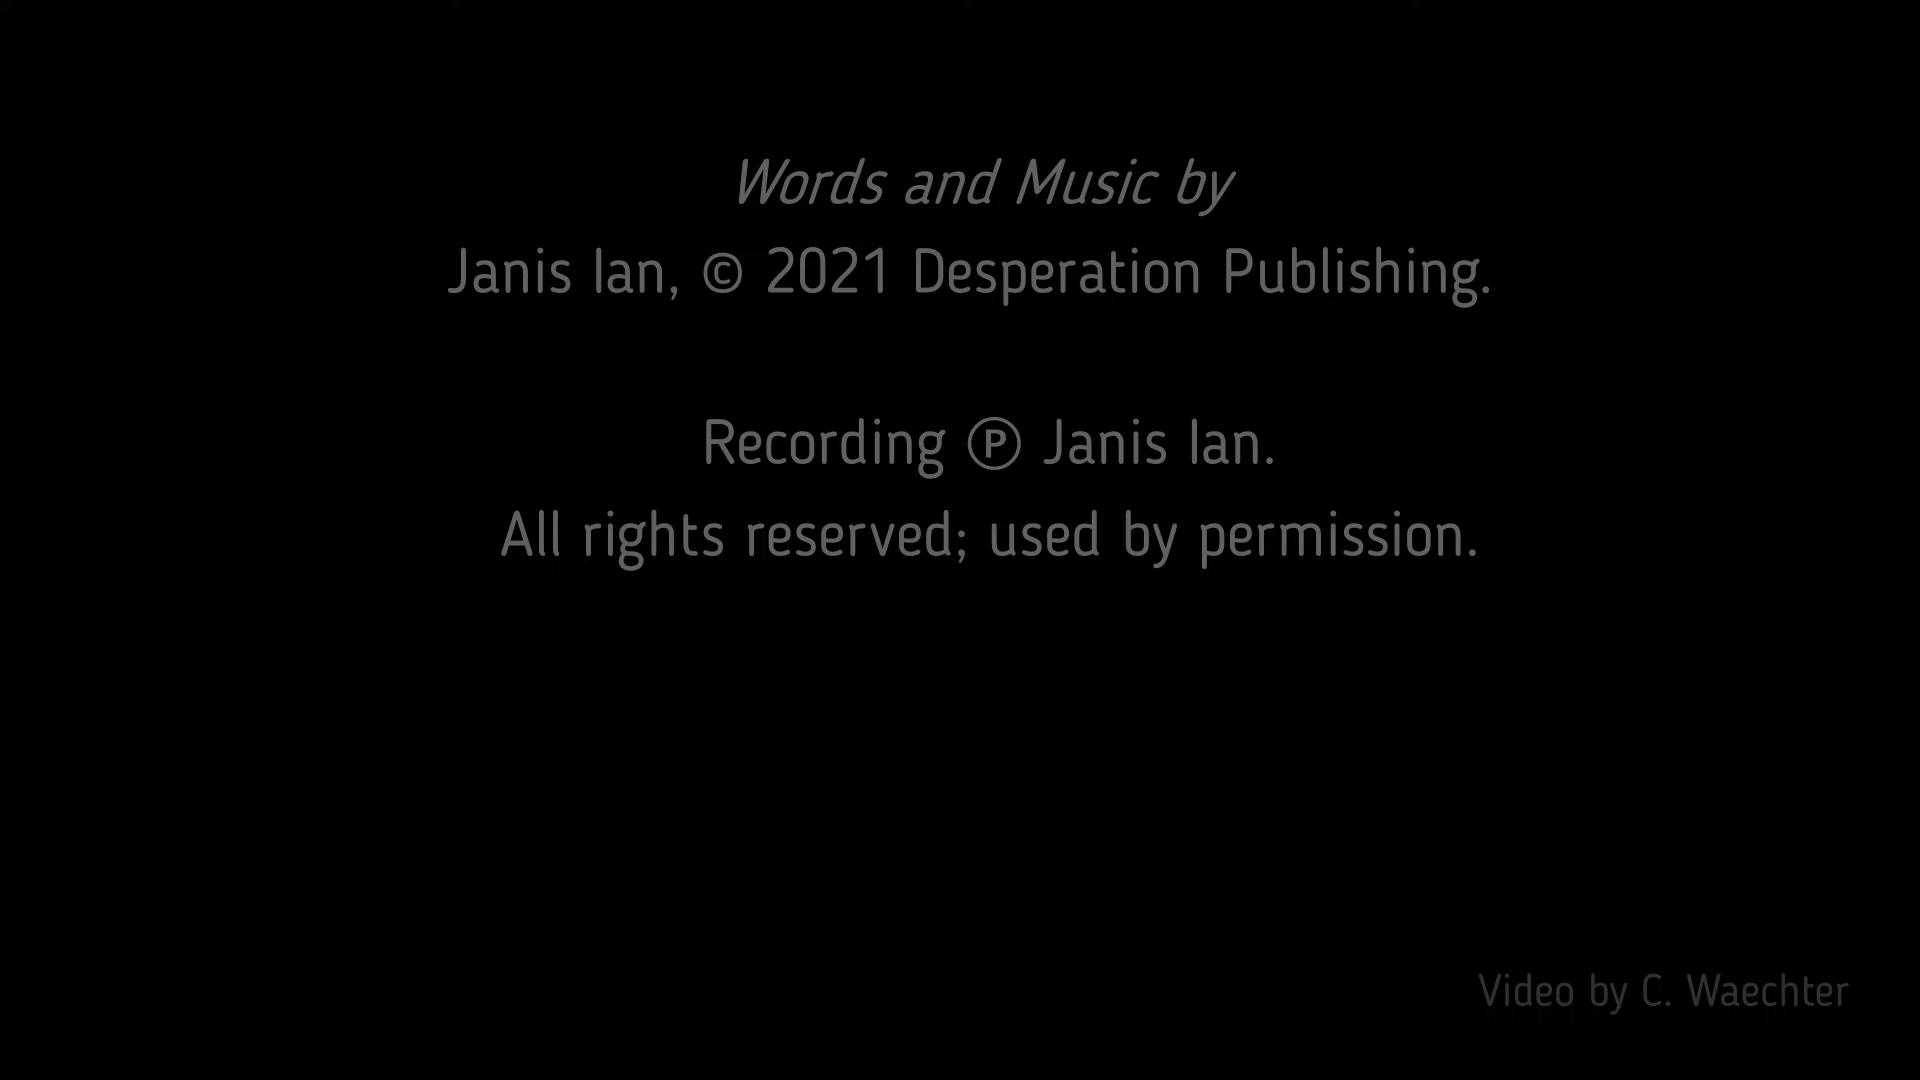 Words and Music by
Janis Ian, © 2021 Desperation Publishing.
Recording ℗ Janis Ian.
All rights reserved; used by permission.
Video by C. Waechter